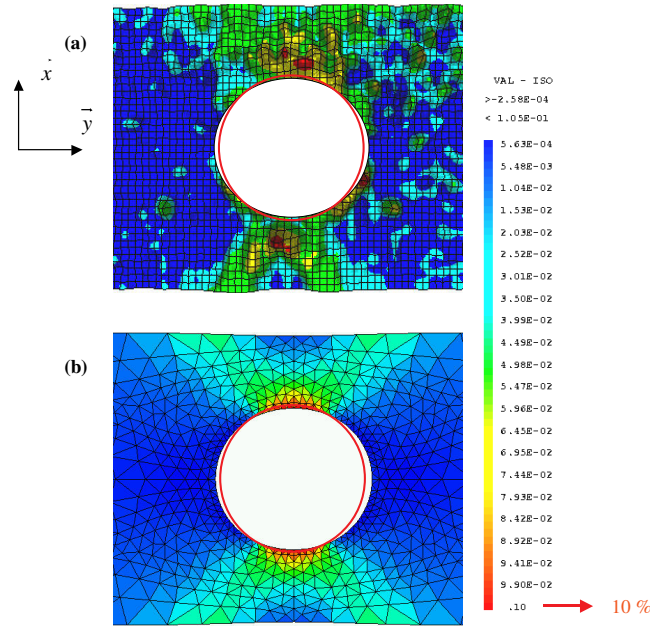 (a)
x
y
VAL - ISO
>-2.58E-04
< 1.05E-01
5.63E-04
5.48E-03
1.04E-02
1.53E-02
2.03E-02
2.52E-02
3.01E-02
3.50E-02
3.99E-02
4.49E-02
4.98E-02
5.47E-02
5.96E-02
6.45E-02
6.95E-02
7.44E-02
7.93E-02
8.42E-02
8.92E-02
9.41E-02
9.90E-02
.10
10 %
(b)